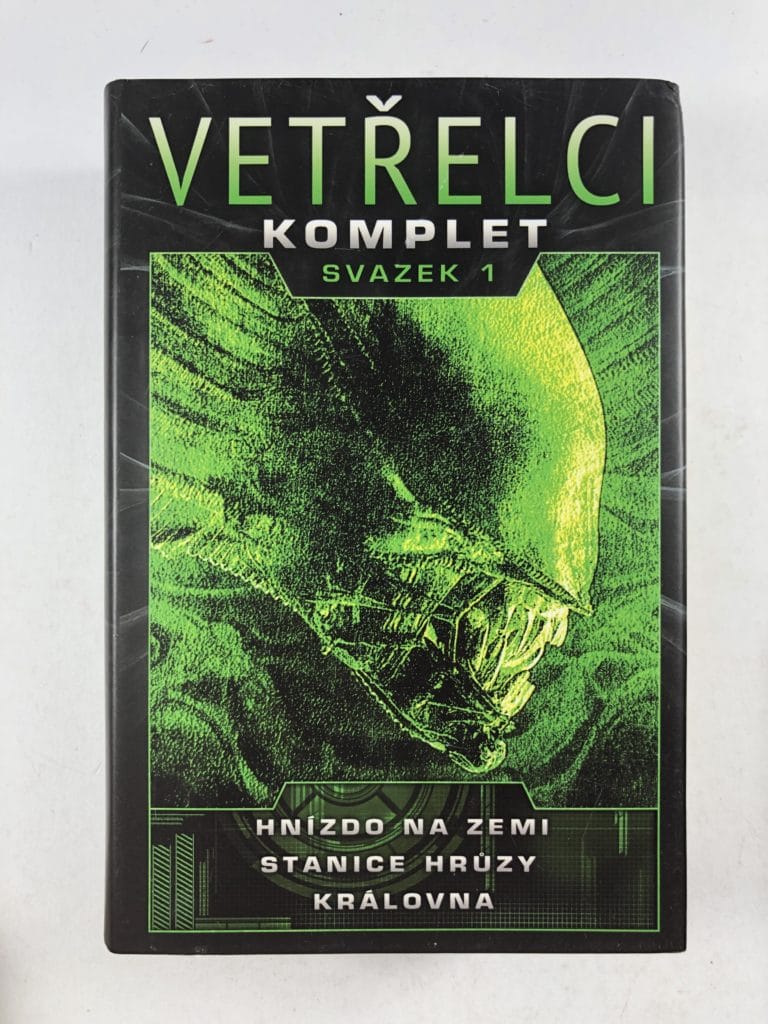 VETŘELCI
KOMPLET
SVAZEK 1
HNÍZDO NA ZEMI
STANICE HRŮZY
KRÁLOVNA